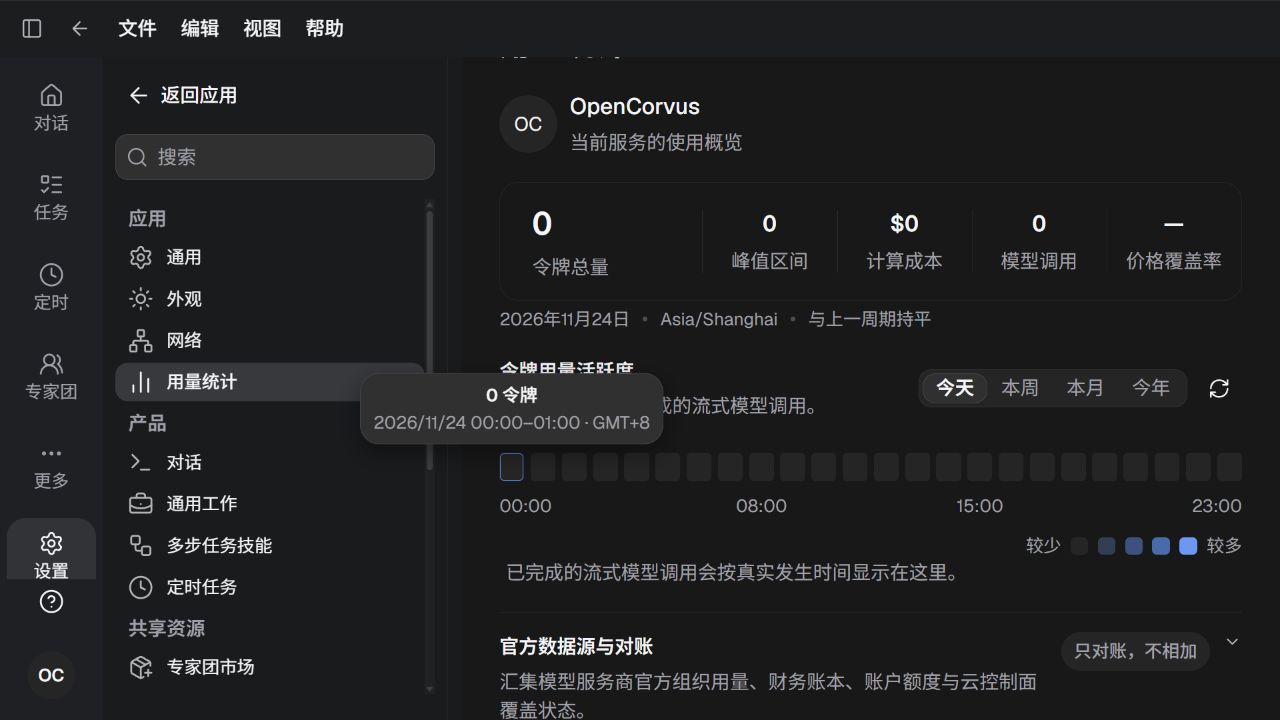 文件 编辑 视图 帮助
对话
任务
定时
专家团
更多
设置
OC
返回应用
搜索
应用
通用
外观
网络
用量统计
产品
对话
通用工作
多步任务技能
定时任务
共享资源
专家团市场
OC
OpenCorvus
当前服务的使用概览
0
令牌总量
0
峰值区间
$0
计算成本
0
模型调用
—
价格覆盖率
2026年11月24日 • Asia/Shanghai • 与上一周期持平
令牌用量活跃度
的流式模型调用。
0 令牌
2026/11/24 00:00–01:00 · GMT+8
今天 本周 本月 今年
00:00 08:00 15:00 23:00
较少 较多
已完成的流式模型调用会按真实发生时间显示在这里。
官方数据源与对账
只对账，不相加
汇集模型服务商官方组织用量、财务账本、账户额度与云控制面
覆盖状态。